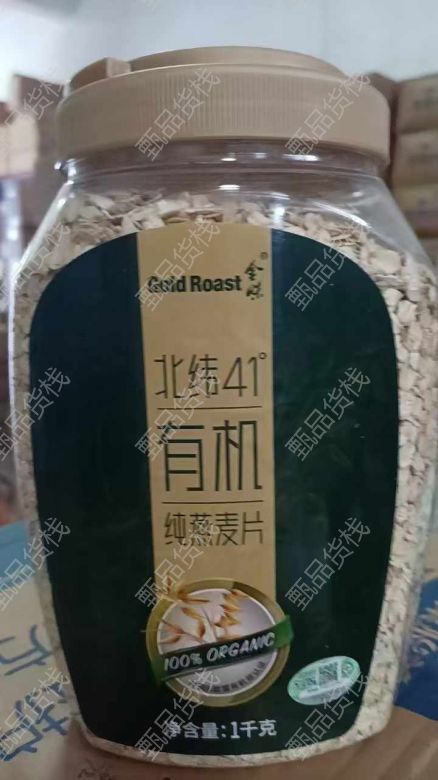 Gold Roast 金味
北纬41°
有机
纯燕麦片
100% ORGANIC
净含量:1千克
甄品货栈